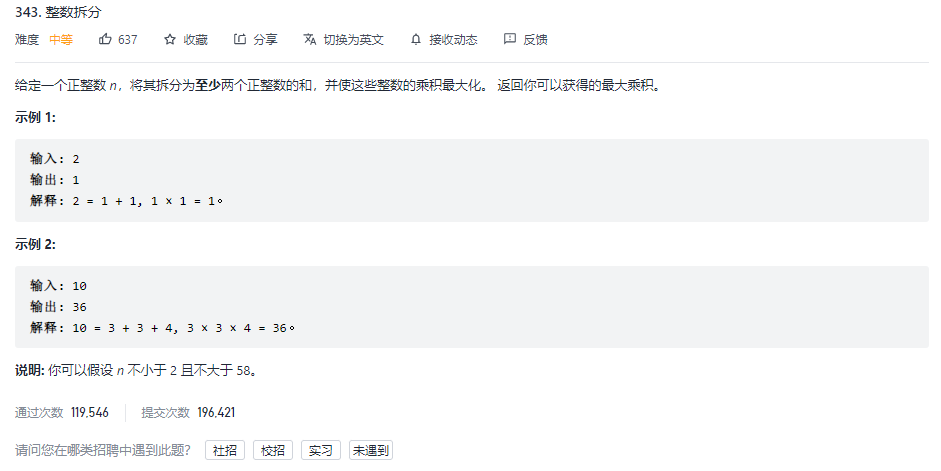 343. 整数拆分
难度 中等 637 收藏 分享 切换为英文 接收动态 反馈
给定一个正整数 n，将其拆分为至少两个正整数的和，并使这些整数的乘积最大化。 返回你可以获得的最大乘积。
示例 1:
输入: 2
输出: 1
解释: 2 = 1 + 1, 1 × 1 = 1。
示例 2:
输入: 10
输出: 36
解释: 10 = 3 + 3 + 4, 3 × 3 × 4 = 36。
说明: 你可以假设 n 不小于 2 且不大于 58。
通过次数 119,546 提交次数 196,421
请问您在哪类招聘中遇到此题？ 社招 校招 实习 未遇到